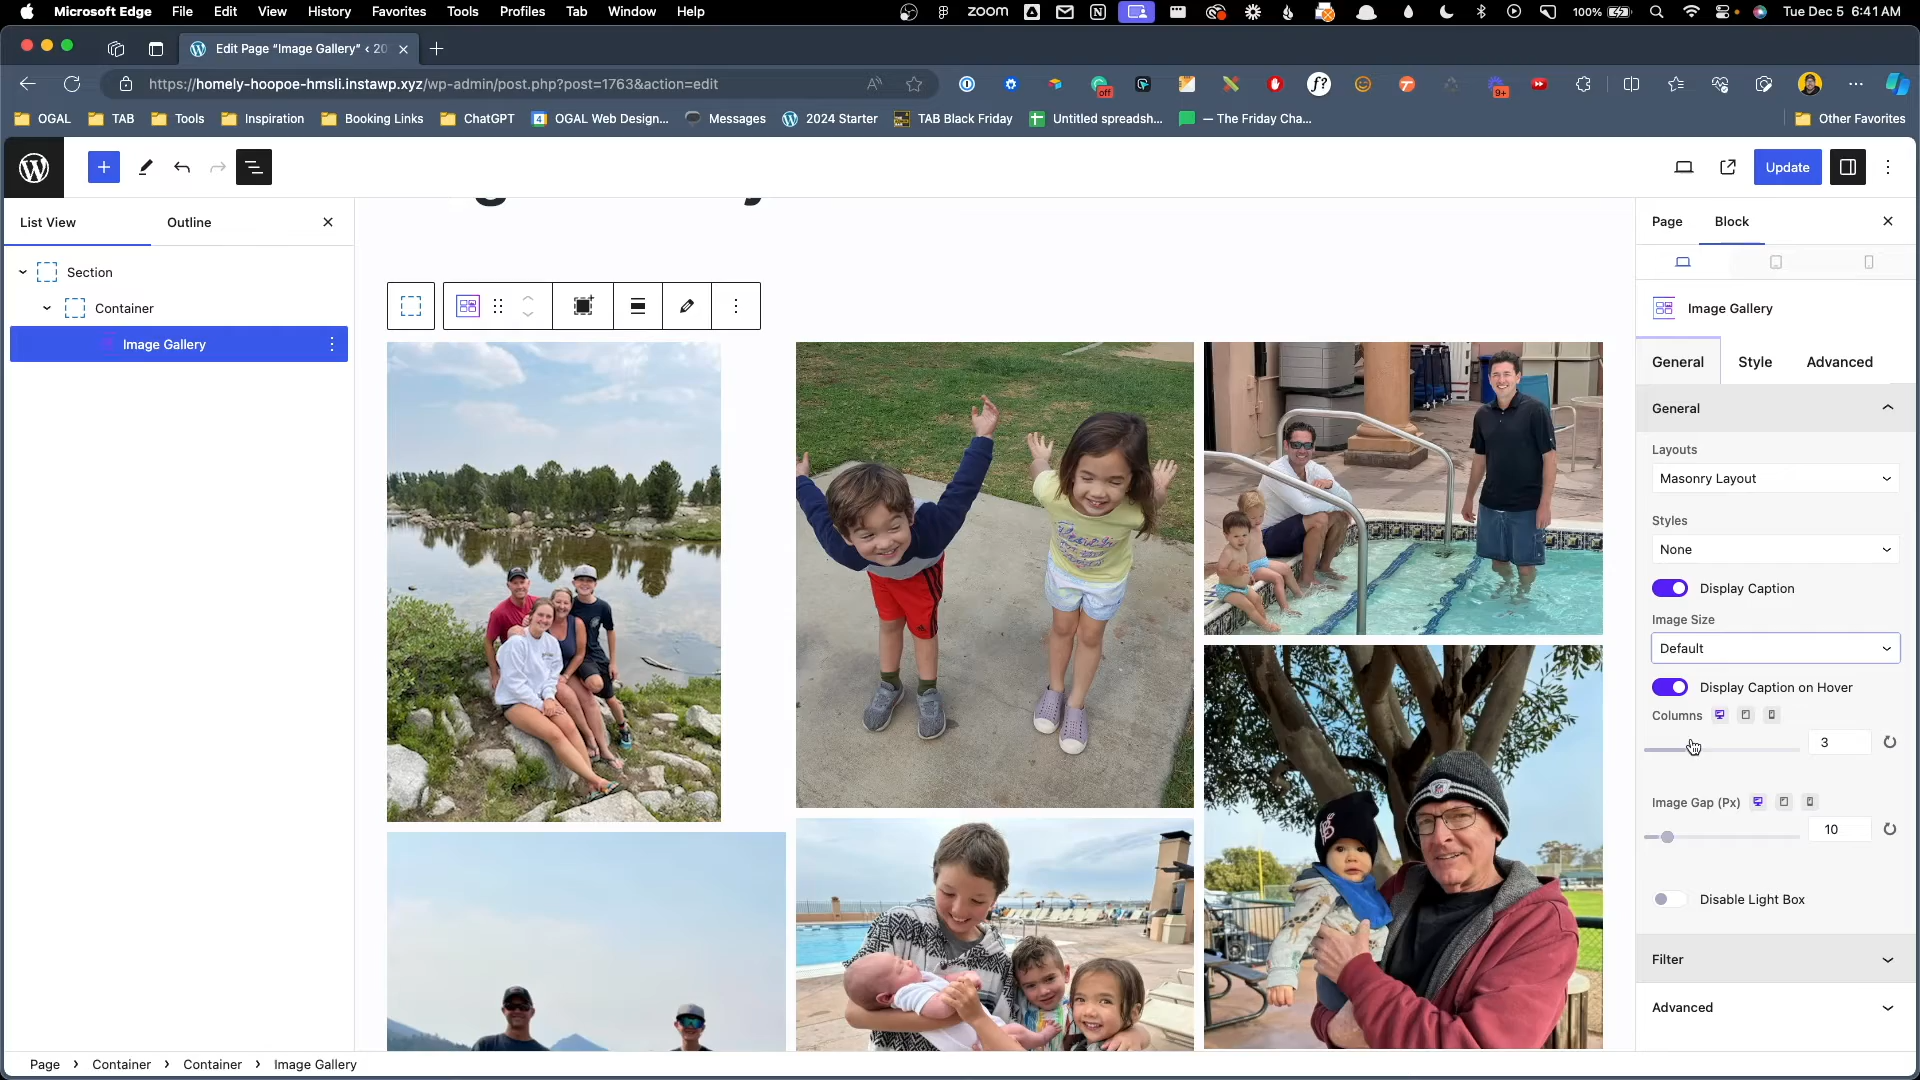 Microsoft Edge File Edit View History Favorites Tools Profiles Tab Window Help zoom 100% Tue Dec 5 6:41 AM
Edit Page “Image Gallery” ‹ 20
https://homely-hoopoe-hmsli.instawp.xyz/wp-admin/post.php?post=1763&action=edit off f? 9+
OGAL TAB Tools Inspiration Booking Links ChatGPT OGAL Web Design... Messages 2024 Starter TAB Black Friday Untitled spreadsh... — The Friday Cha... Other Favorites
Update
List View Outline
Page Block
Section
Container
Image Gallery
Image Gallery
General Style Advanced
General
Layouts
Masonry Layout
Styles
None
Display Caption
Image Size
Default
Display Caption on Hover
Columns
3
Image Gap (Px)
10
Disable Light Box
Filter
Advanced
Page › Container › Container › Image Gallery